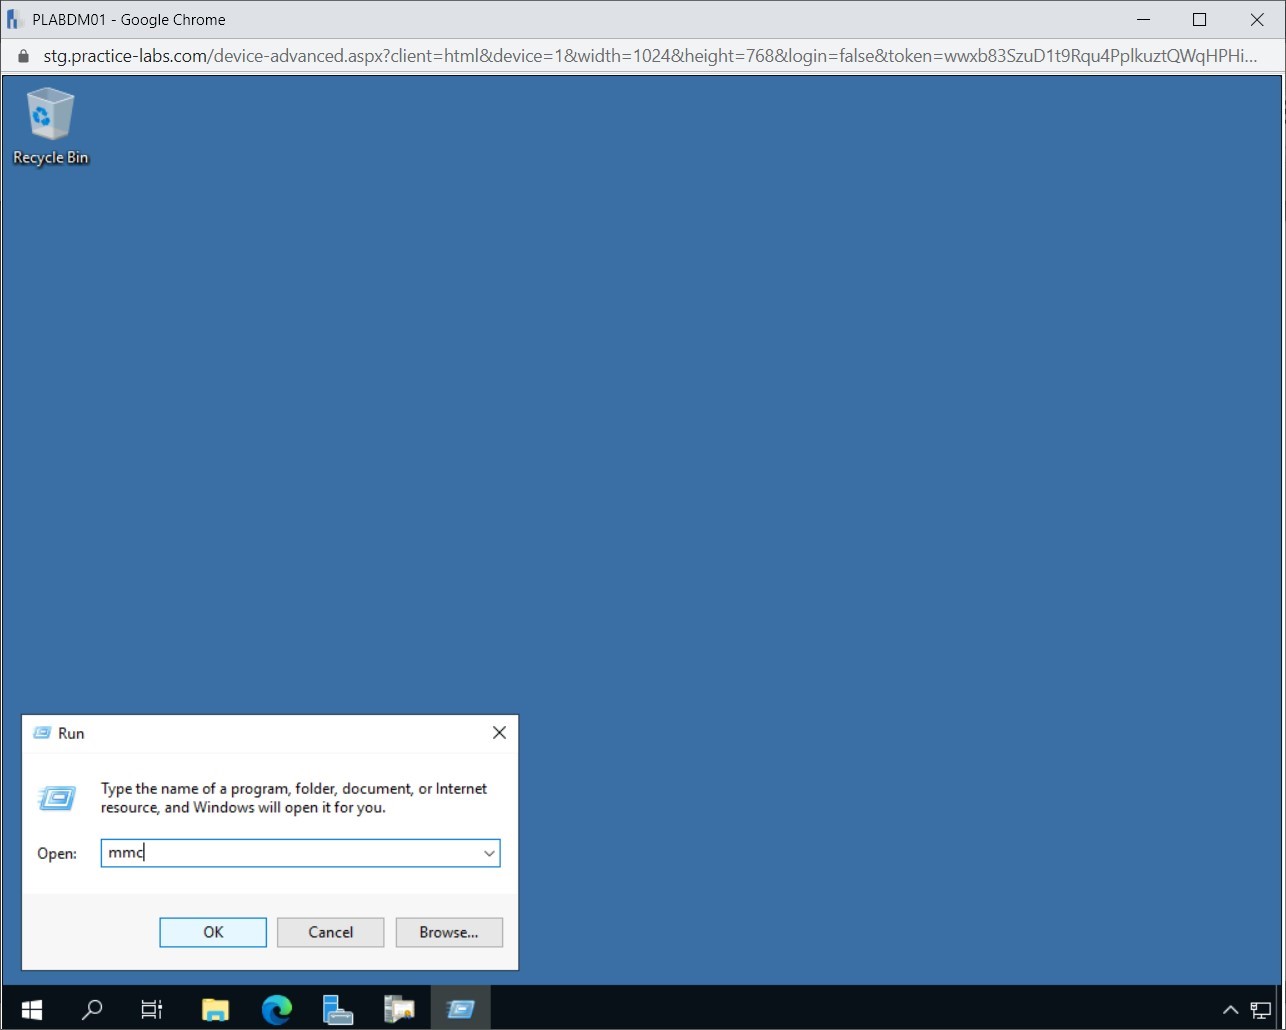 PLABDM01 - Google Chrome
stg.practice-labs.com/device-advanced.aspx?client=html&device=1&width=1024&height=768&login=false&token=wwxb83SzuD1t9Rqu4PplkuztQWqHPHi...
Recycle Bin
Run
Type the name of a program, folder, document, or Internet
resource, and Windows will open it for you.
Open: mmc
OK Cancel Browse...